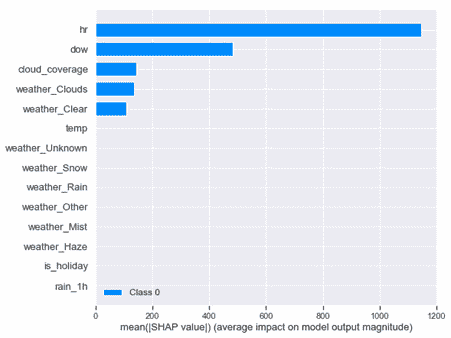 hr
dow
cloud_coverage
weather_Clouds
weather_Clear
temp
weather_Unknown
weather_Snow
weather_Rain
weather_Other
weather_Mist
weather_Haze
is_holiday
rain_1h
Class 0
0 200 400 600 800 1000 1200
mean(|SHAP value|) (average impact on model output magnitude)